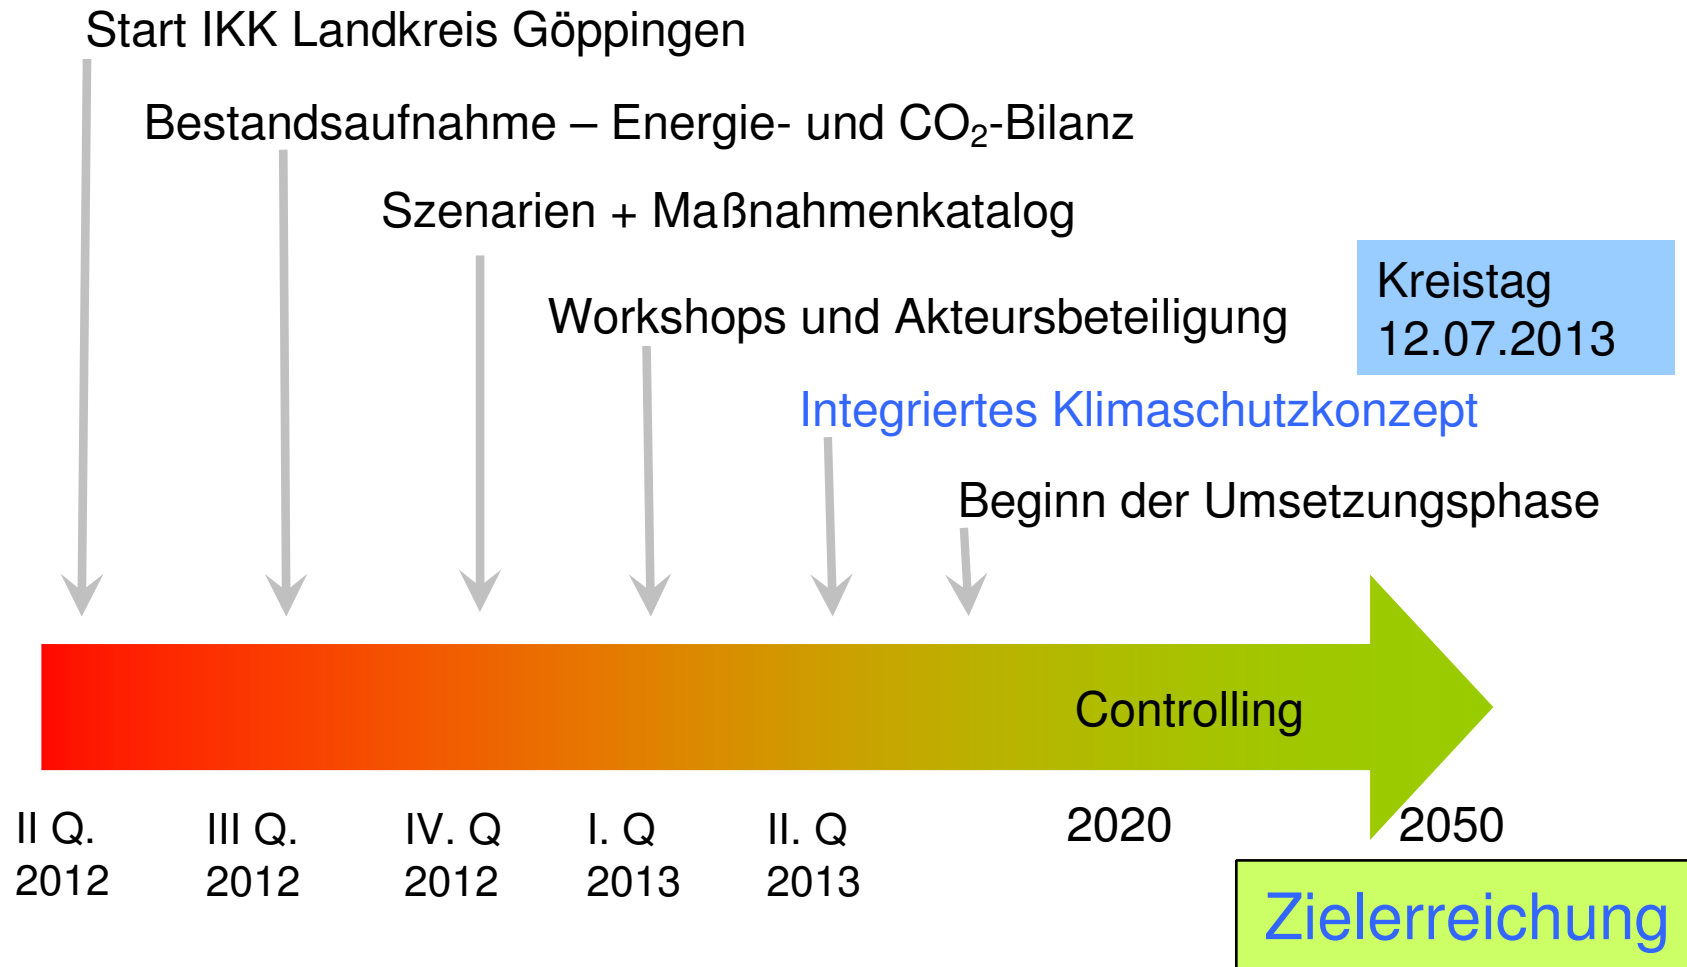 Start IKK Landkreis Göppingen
Bestandsaufnahme – Energie- und CO₂-Bilanz
Szenarien + Maßnahmenkatalog
Workshops und Akteursbeteiligung
Kreistag
12.07.2013
Integriertes Klimaschutzkonzept
Beginn der Umsetzungsphase
Controlling
II Q.
2012
III Q.
2012
IV. Q
2012
I. Q
2013
II. Q
2013
2020
2050
Zielerreichung